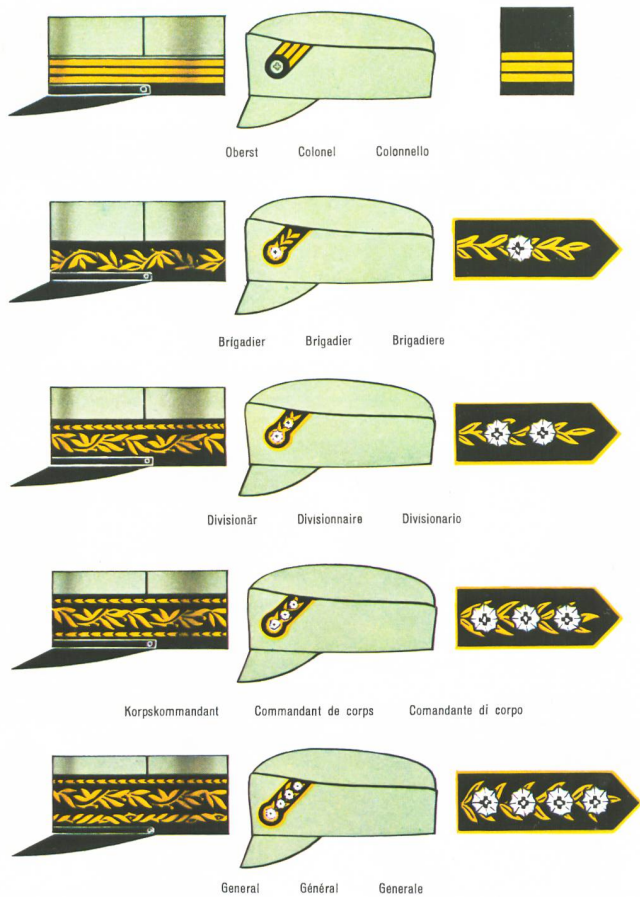 Oberst Colonel Colonnello
Brigadier Brigadier Brigadiere
Divisionär Divisionnaire Divisionario
Korpskommandant Commandant de corps Comandante di corpo
General Général Generale